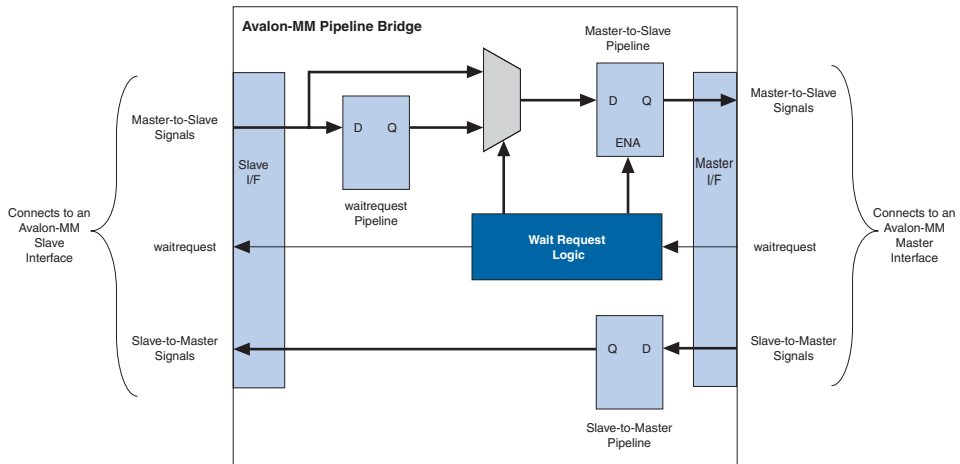 Avalon-MM Pipeline Bridge
Master-to-Slave
Pipeline
Master-to-Slave
Signals
D Q
D Q
ENA
Master-to-Slave
Signals
Slave
I/F
Master
I/F
waitrequest
Pipeline
Connects to an
Avalon-MM
Slave
Interface
waitrequest
Wait Request
Logic
waitrequest
Connects to an
Avalon-MM
Master
Interface
Slave-to-Master
Signals
Q D
Slave-to-Master
Signals
Slave-to-Master
Pipeline